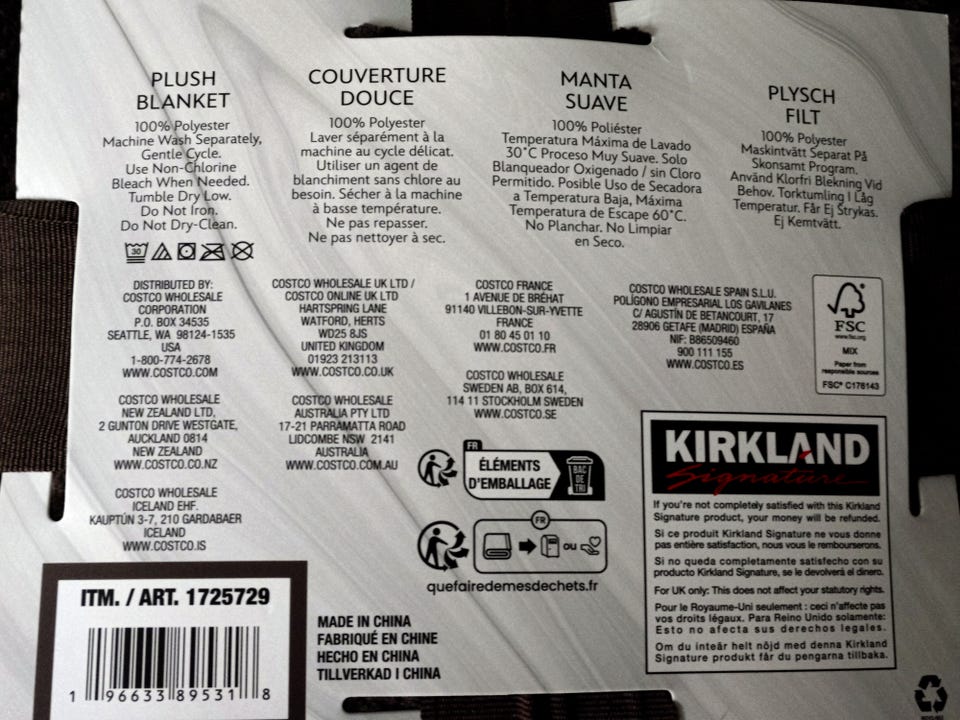 PLUSH
BLANKET
100% Polyester
Machine Wash Separately,
Gentle Cycle.
Use Non-Chlorine
Bleach When Needed.
Tumble Dry Low.
Do Not Iron.
Do Not Dry-Clean.
30
COUVERTURE
DOUCE
100% Polyester
Laver séparément à la
machine au cycle délicat.
Utiliser un agent de
blanchiment sans chlore au
besoin. Sécher à la machine
à basse température.
Ne pas repasser.
Ne pas nettoyer à sec.
MANTA
SUAVE
100% Poliéster
Temperatura Máxima de Lavado
30°C Proceso Muy Suave. Solo
Blanqueador Oxigenado / sin Cloro
Permitido. Posible Uso de Secadora
a Temperatura Baja, Máxima
Temperatura de Escape 60°C.
No Planchar. No Limpiar
en Seco.
PLYSCH
FILT
100% Polyester
Maskintvätt Separat På
Skonsamt Program.
Använd Klorfri Blekning Vid
Behov. Torktumling I Låg
Temperatur. Får Ej Strykas.
Ej Kemtvätt.
DISTRIBUTED BY:
COSTCO WHOLESALE
CORPORATION
P.O. BOX 34535
SEATTLE, WA 98124-1535
USA
1-800-774-2678
WWW.COSTCO.COM
COSTCO WHOLESALE UK LTD /
COSTCO ONLINE UK LTD
HARTSPRING LANE
WATFORD, HERTS
WD25 8JS
UNITED KINGDOM
01923 213113
WWW.COSTCO.CO.UK
COSTCO FRANCE
1 AVENUE DE BRÉHAT
91140 VILLEBON-SUR-YVETTE
FRANCE
01 80 45 01 10
WWW.COSTCO.FR
COSTCO WHOLESALE SPAIN S.L.U.
POLÍGONO EMPRESARIAL LOS GAVILANES
C/ AGUSTÍN DE BETANCOURT, 17
28906 GETAFE (MADRID) ESPAÑA
NIF: B86509460
900 111 155
WWW.COSTCO.ES
FSC
www.fsc.org
MIX
Paper from
responsible sources
FSC® C176143
COSTCO WHOLESALE
NEW ZEALAND LTD,
2 GUNTON DRIVE WESTGATE,
AUCKLAND 0814
NEW ZEALAND
WWW.COSTCO.CO.NZ
COSTCO WHOLESALE
AUSTRALIA PTY LTD
17-21 PARRAMATTA ROAD
LIDCOMBE NSW 2141
AUSTRALIA
WWW.COSTCO.COM.AU
COSTCO WHOLESALE
SWEDEN AB, BOX 614,
114 11 STOCKHOLM SWEDEN
WWW.COSTCO.SE
COSTCO WHOLESALE
ICELAND EHF.
KAUPTÚN 3-7, 210 GARDABAER
ICELAND
WWW.COSTCO.IS
FR
ÉLÉMENTS
D'EMBALLAGE
BAC
DE
TRI
FR
OU
quefairedemesdechets.fr
KIRKLAND
Signature
If you're not completely satisfied with this Kirkland
Signature product, your money will be refunded.
Si ce produit Kirkland Signature ne vous donne
pas entière satisfaction, nous vous le rembourserons.
Si no queda completamente satisfecho con su
producto Kirkland Signature, se le devolverá el dinero.
For UK only: This does not affect your statutory rights.
Pour le Royaume-Uni seulement : ceci n'affecte pas
vos droits légaux. Para Reino Unido solamente:
Esto no afecta sus derechos legales.
Om du inteär helt nöjd med denna Kirkland
Signature produkt får du pengarna tillbaka.
ITM. / ART. 1725729
1 96633 89531 8
MADE IN CHINA
FABRIQUÉ EN CHINE
HECHO EN CHINA
TILLVERKAD I CHINA